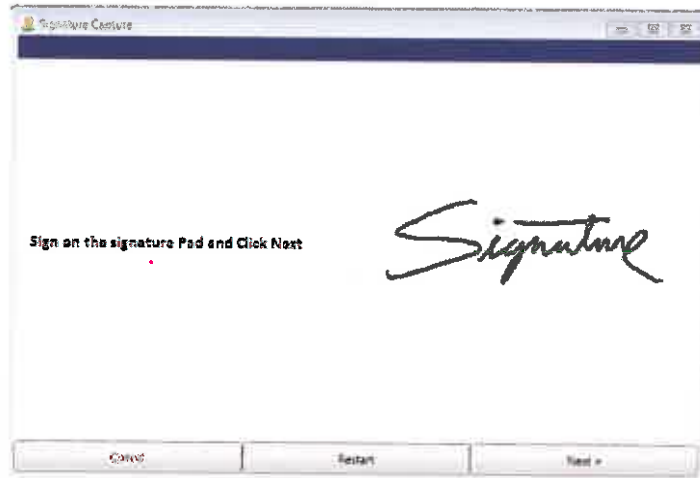 Signature Capture
Sign on the signature Pad and Click Next
Signature
Cancel
Restart
Next >